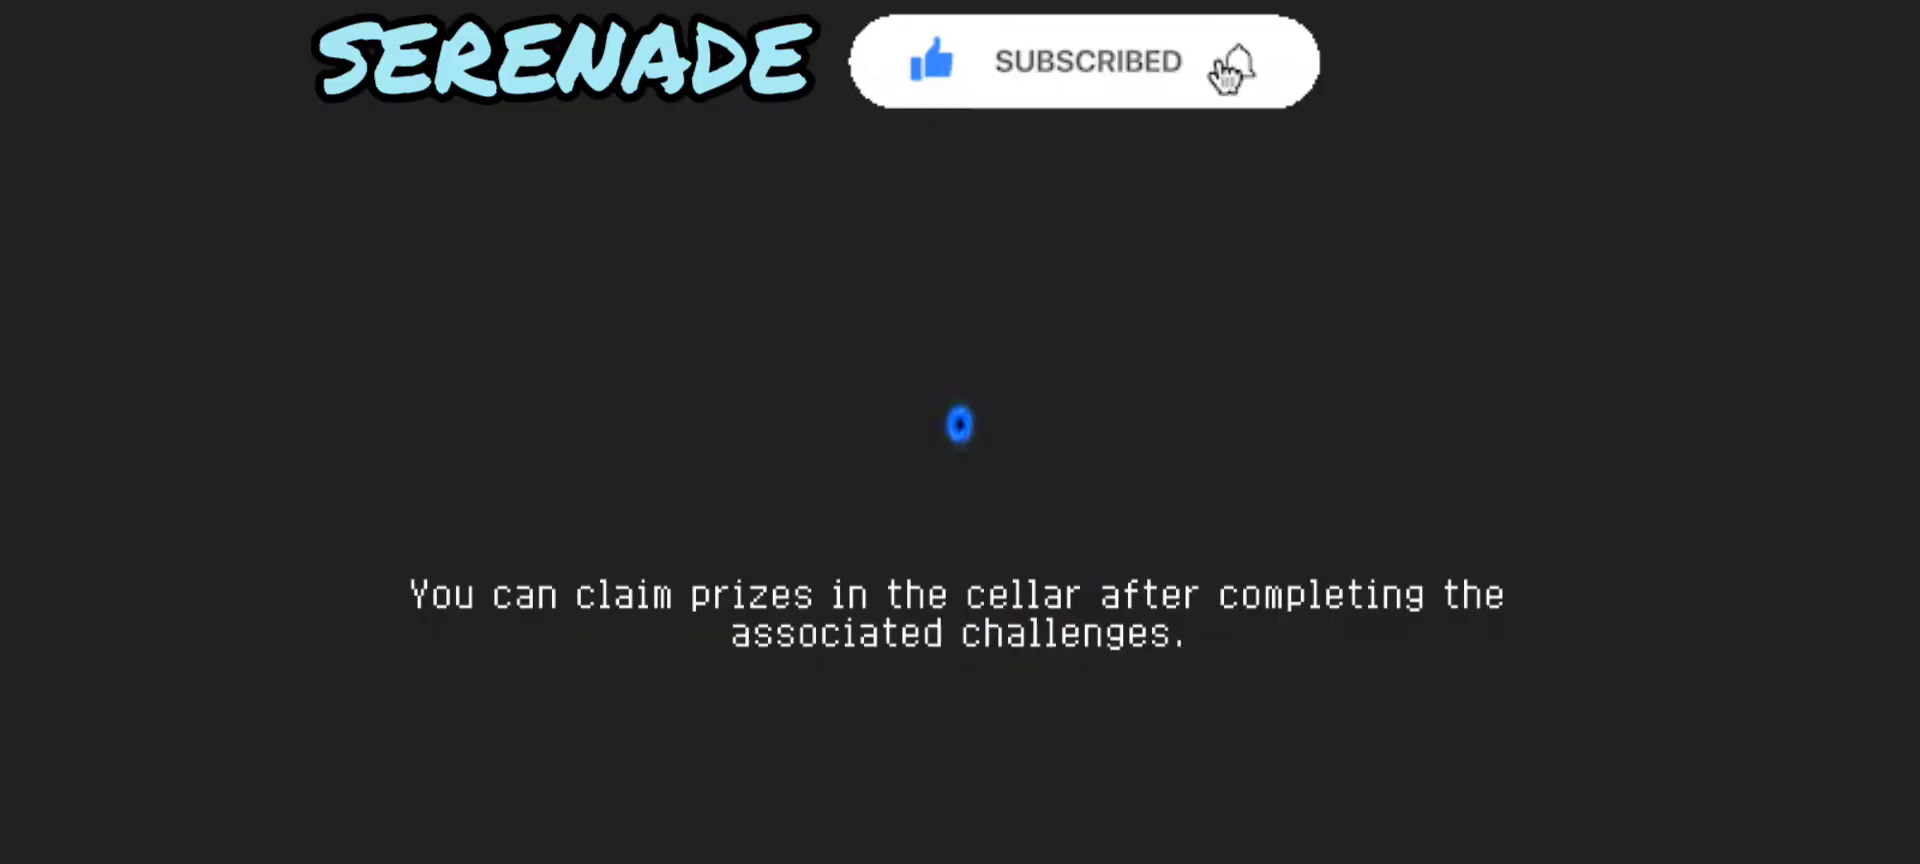 SERENADE
SUBSCRIBED
You can claim prizes in the cellar after completing the
associated challenges.